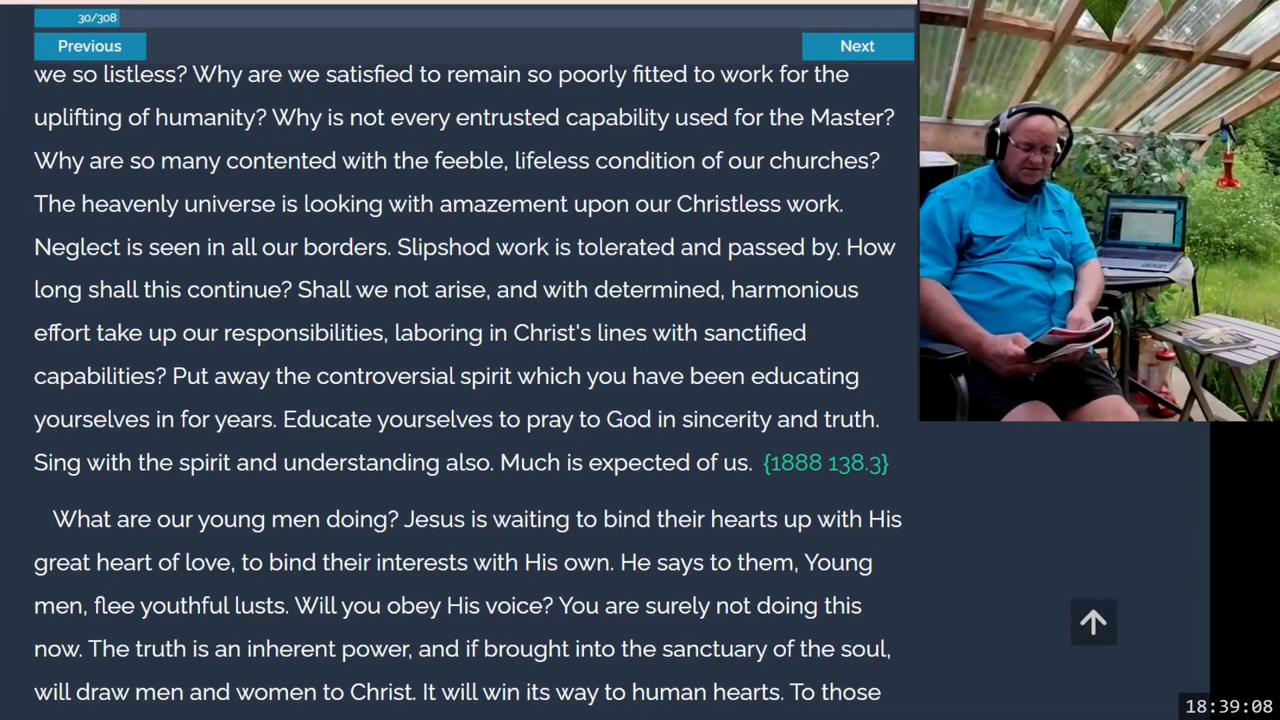 30/308
Previous
Next
we so listless? Why are we satisfied to remain so poorly fitted to work for the
uplifting of humanity? Why is not every entrusted capability used for the Master?
Why are so many contented with the feeble, lifeless condition of our churches?
The heavenly universe is looking with amazement upon our Christless work.
Neglect is seen in all our borders. Slipshod work is tolerated and passed by. How
long shall this continue? Shall we not arise, and with determined, harmonious
effort take up our responsibilities, laboring in Christ's lines with sanctified
capabilities? Put away the controversial spirit which you have been educating
yourselves in for years. Educate yourselves to pray to God in sincerity and truth.
Sing with the spirit and understanding also. Much is expected of us. {1888 138.3}
What are our young men doing? Jesus is waiting to bind their hearts up with His
great heart of love, to bind their interests with His own. He says to them, Young
men, flee youthful lusts. Will you obey His voice? You are surely not doing this
now. The truth is an inherent power, and if brought into the sanctuary of the soul,
will draw men and women to Christ. It will win its way to human hearts. To those
18:39:08